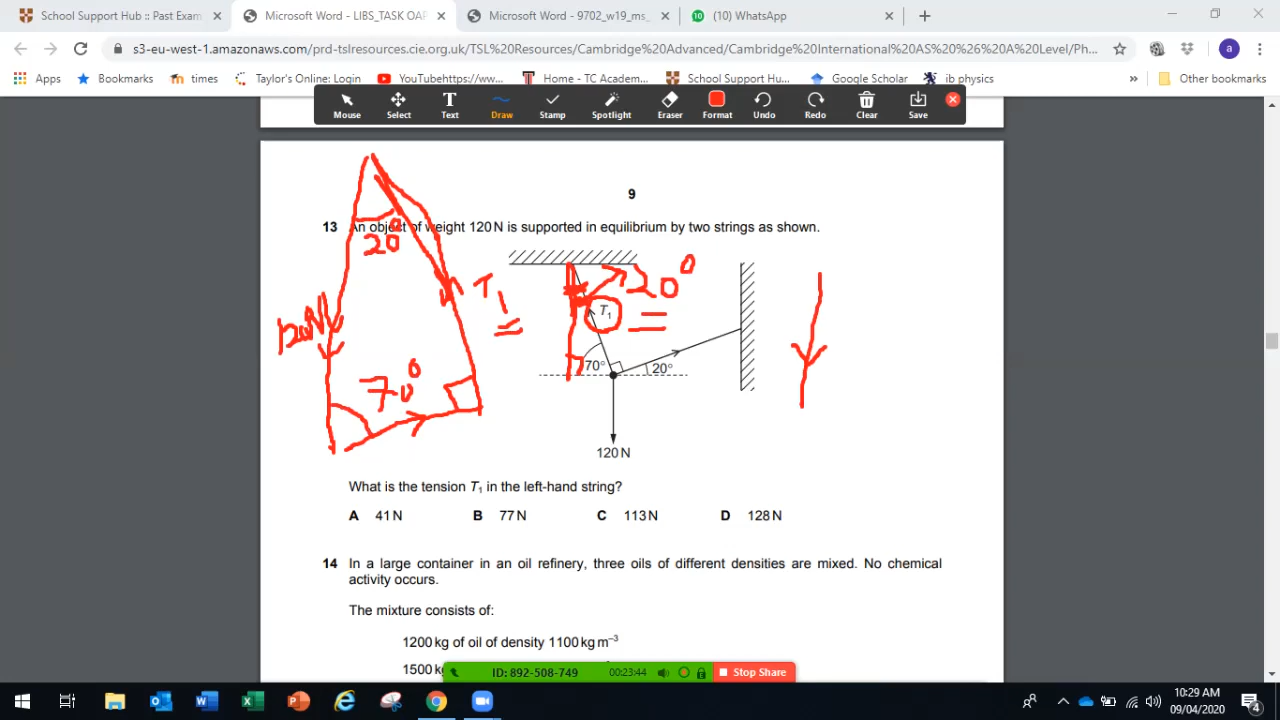 School Support Hub :: Past Exam
Microsoft Word - LIBS_TASK OAP
Microsoft Word - 9702_w19_ms_
(10) WhatsApp
s3-eu-west-1.amazonaws.com/prd-tslresources.cie.org.uk/TSL%20Resources/Cambridge%20Advanced/Cambridge%20International%20AS%20%26%20A%20Level/Ph...
Apps
Bookmarks
times
Taylor's Online: Login
YouTubehttps://ww...
Home - TC Academ...
School Support Hu...
Google Scholar
ib physics
»
Other bookmarks
Mouse
Select
Text
Draw
Stamp
Spotlight
Eraser
Format
Undo
Redo
Clear
Save
9
13 An object of weight 120 N is supported in equilibrium by two strings as shown.
20°
20°
T1
T1
120N
70°
70°
20°
120 N
What is the tension T1 in the left-hand string?
A 41 N B 77 N C 113 N D 128 N
14 In a large container in an oil refinery, three oils of different densities are mixed. No chemical
activity occurs.
The mixture consists of:
1200 kg of oil of density 1100 kg m–3
1500 k
ID: 892-508-749
00:23:44
Stop Share
10:29 AM
09/04/2020
4